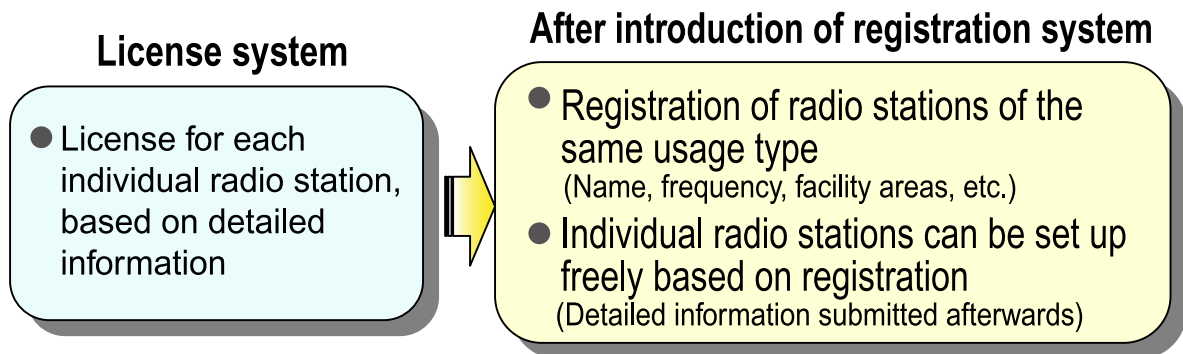 License system
● License for each
individual radio station,
based on detailed
information
After introduction of registration system
● Registration of radio stations of the
same usage type
(Name, frequency, facility areas, etc.)
● Individual radio stations can be set up
freely based on registration
(Detailed information submitted afterwards)